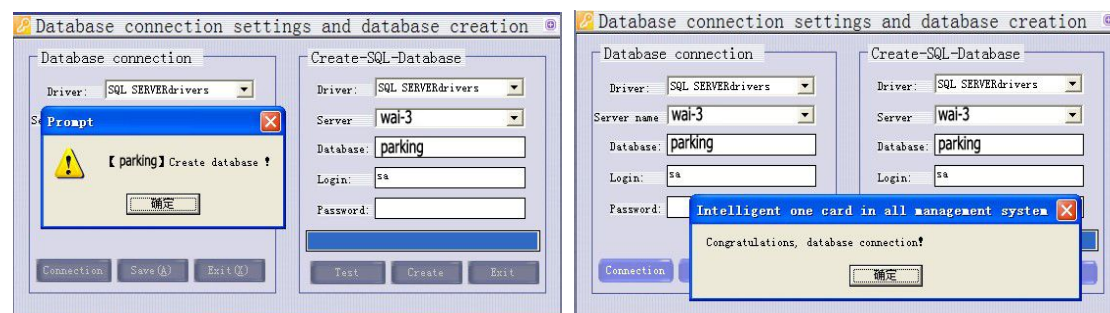 Database connection settings and database creation
Database connection
Driver:
SQL SERVERdrivers
Se
Prompt
【parking】Create database !
确定
Connection
Save(A)
Exit(X)
Create-SQL-Database
Driver:
SQL SERVERdrivers
Server
wai-3
Database:
parking
Login:
sa
Password:
Test
Create
Exit
Database connection settings and database creation
Database connection
Driver:
SQL SERVERdrivers
Server name
wai-3
Database:
parking
Login:
sa
Password:
Connection
Create-SQL-Database
Driver:
SQL SERVERdrivers
Server
wai-3
Database:
parking
Login:
sa
Intelligent one card in all management system
Congratulations, database connection!
确定